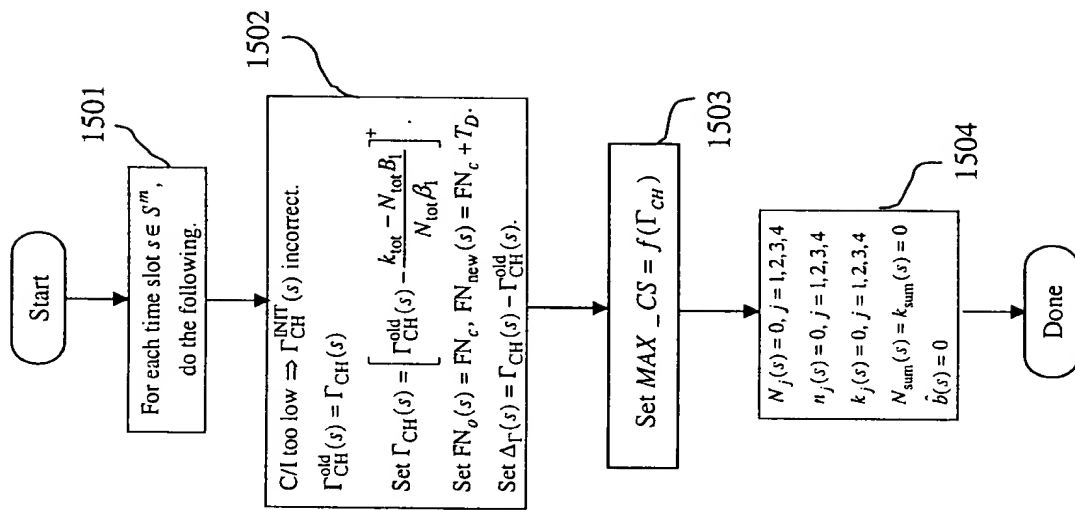 Start
1501
For each time slot s ∈ S^m,
do the following.
1502
C/I too low ⇒ Γ_CH^INIT(s) incorrect.
Γ_CH^old(s) = Γ_CH(s)
Set Γ_CH(s) = [Γ_CH^old(s) - (k_tot - N_tot B_1) / (N_tot β_1)]^+.
Set FN_o(s) = FN_c, FN_new(s) = FN_c + T_D.
Set Δ_Γ(s) = Γ_CH(s) - Γ_CH^old(s).
1503
Set MAX_CS = f(Γ_CH)
1504
N_j(s) = 0, j = 1,2,3,4
n_j(s) = 0, j = 1,2,3,4
k_j(s) = 0, j = 1,2,3,4
N_sum(s) = k_sum(s) = 0
b̂(s) = 0
Done